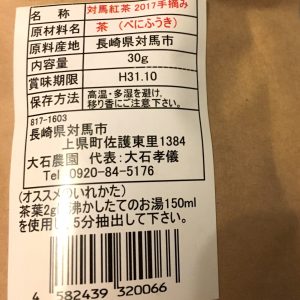 名 称 対馬紅茶 2017手摘み
原材料名 茶（べにふうき）
原料産地 長崎県対馬市
内容量 30g
賞味期限 H31.10
保存方法 高温・多湿を避け、
移り香にご注意下さい。
817-1603
長崎県対馬市
上県町佐護東里1384
大石農園 代表：大石孝儀
Tel 0920-84-5176
（オススメのいれかた）
茶葉2g 沸かしたてのお湯150ml
を使用し 5分抽出して下さい。
4 582439 320066